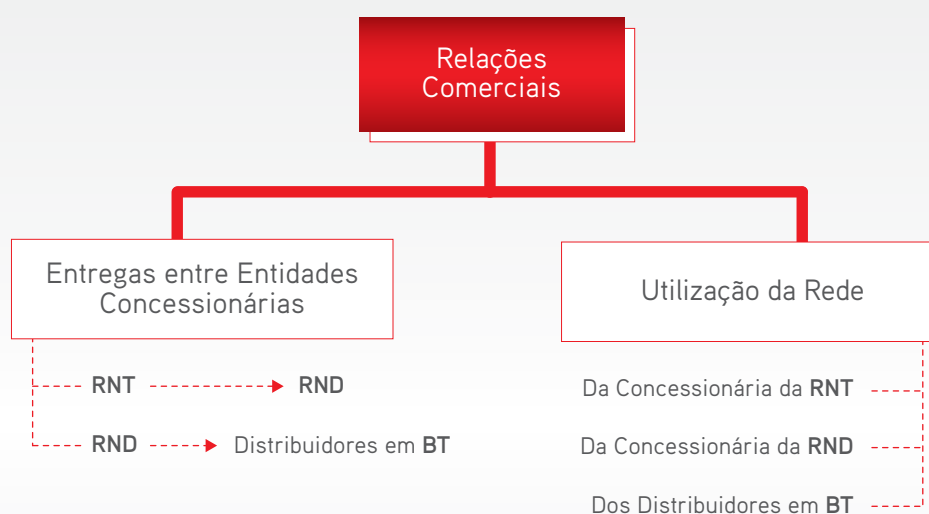 Relações
Comerciais
Entregas entre Entidades
Concessionárias
RNT RND
RND Distribuidores em BT
Utilização da Rede
Da Concessionária da RNT
Da Concessionária da RND
Dos Distribuidores em BT